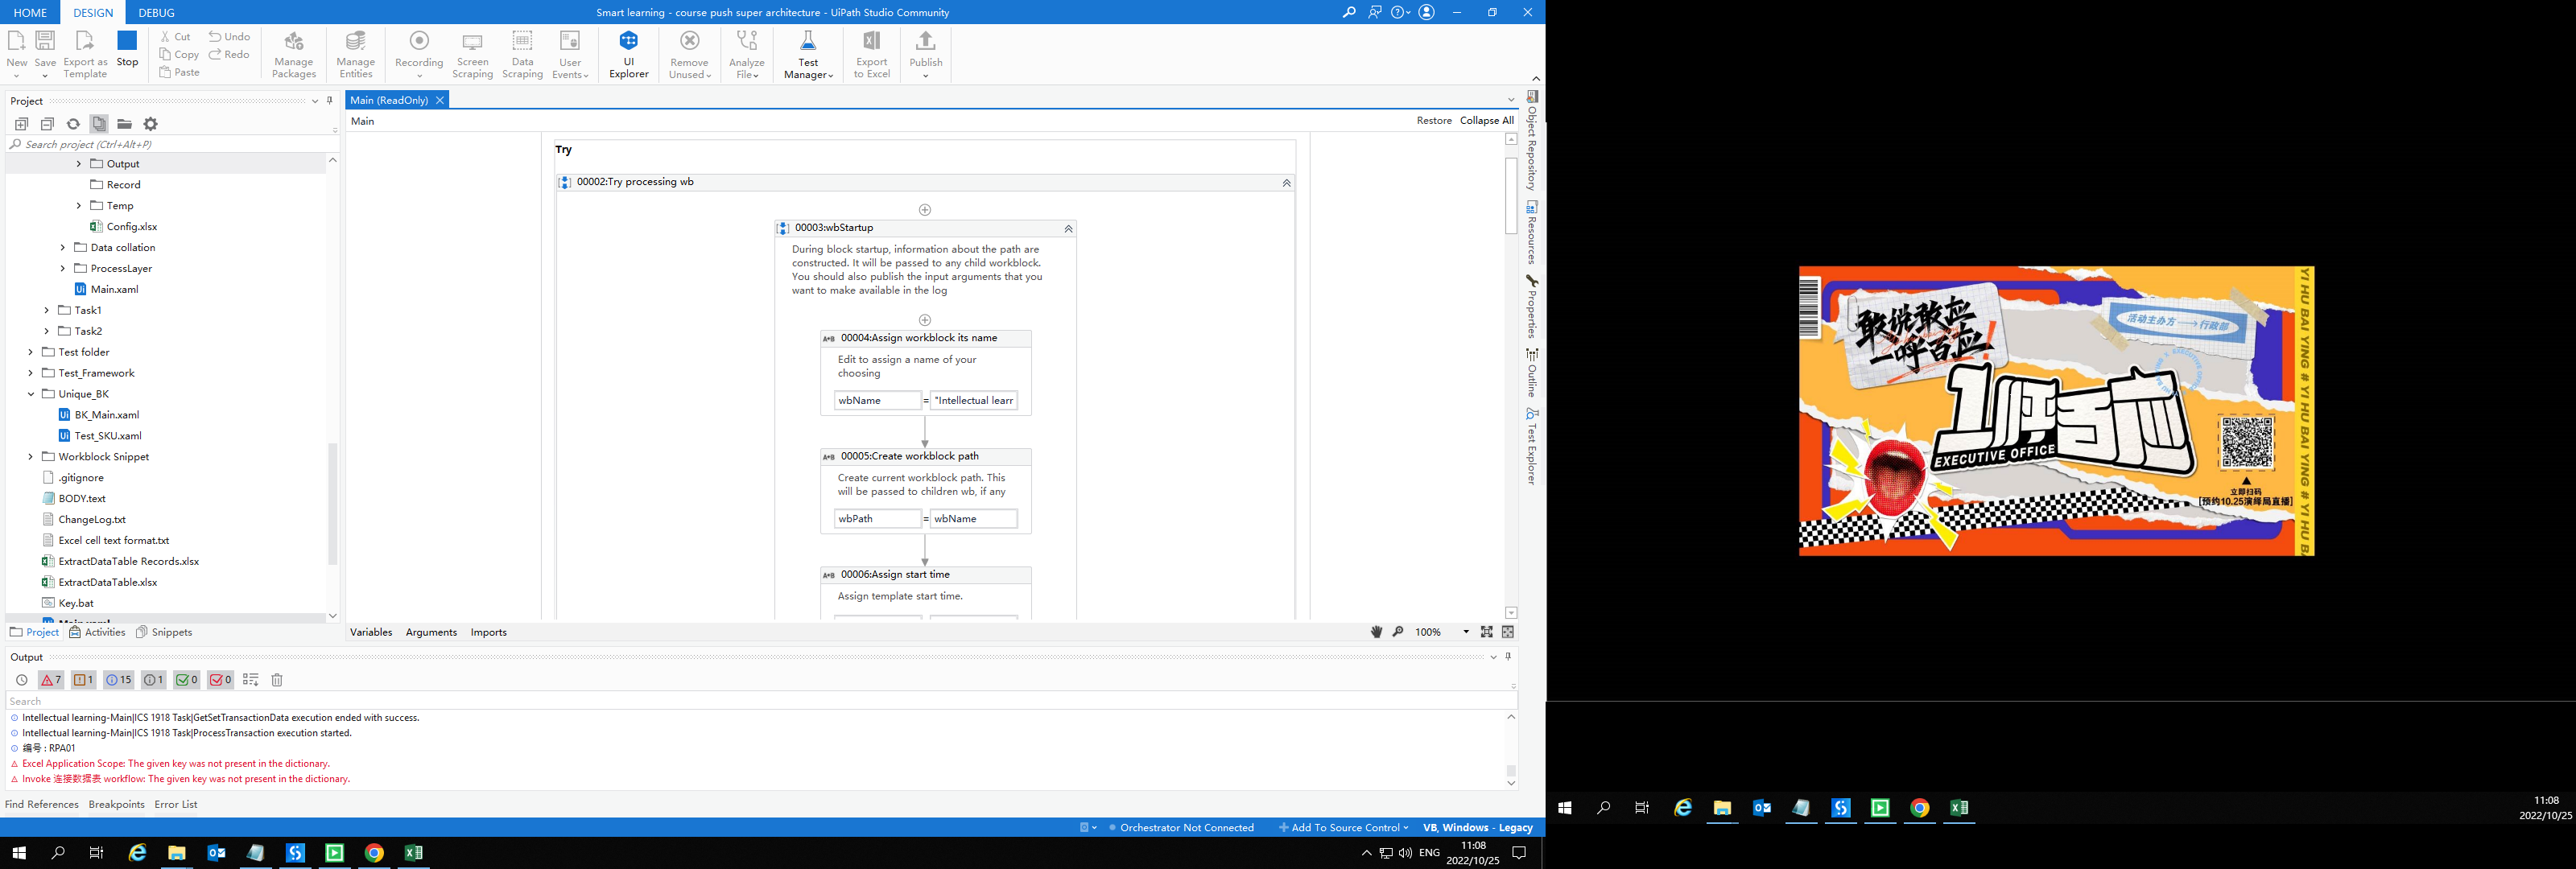 HOME DESIGN DEBUG
Smart learning - course push super architecture - UiPath Studio Community
New
Save
Export as Template
Stop
Cut
Copy
Paste
Undo
Redo
Manage Packages
Manage Entities
Recording
Screen Scraping
Data Scraping
User Events
UI Explorer
Remove Unused
Analyze File
Test Manager
Export to Excel
Publish
Project
Search project (Ctrl+Alt+P)
Output
Record
Temp
Config.xlsx
Data collation
ProcessLayer
Main.xaml
Task1
Task2
Test folder
Test_Framework
Unique_BK
BK_Main.xaml
Test_SKU.xaml
Workblock Snippet
.gitignore
BODY.text
ChangeLog.txt
Excel cell text format.txt
ExtractDataTable Records.xlsx
ExtractDataTable.xlsx
Key.bat
Main.xaml
Project Activities Snippets
Main (ReadOnly)
Main
Restore Collapse All
Try
00002:Try processing wb
00003:wbStartup
During block startup, information about the path are
constructed. It will be passed to any child workblock.
You should also publish the input arguments that you
want to make available in the log
00004:Assign workblock its name
Edit to assign a name of your
choosing
wbName = "Intellectual learr
00005:Create workblock path
Create current workblock path. This
will be passed to children wb, if any
wbPath = wbName
00006:Assign start time
Assign template start time.
Variables Arguments Imports
100%
Object Repository
Resources
Properties
Outline
Test Explorer
Output
7 1 15 1 0 0
Search
Intellectual learning-Main|ICS 1918 Task|GetSetTransactionData execution ended with success.
Intellectual learning-Main|ICS 1918 Task|ProcessTransaction execution started.
编号 : RPA01
Excel Application Scope: The given key was not present in the dictionary.
Invoke 连接数据表 workflow: The given key was not present in the dictionary.
Find References Breakpoints Error List
Orchestrator Not Connected Add To Source Control VB, Windows - Legacy
ENG
11:08
2022/10/25
敢说敢应
一呼百应!
活动主办方→行政部
1呼百应
EXECUTIVE OFFICE
立即扫码
[预约10.25演绎局直播]
YI HU BAI YING # YI HU BAI YING # YI HU BA
11:08
2022/10/25